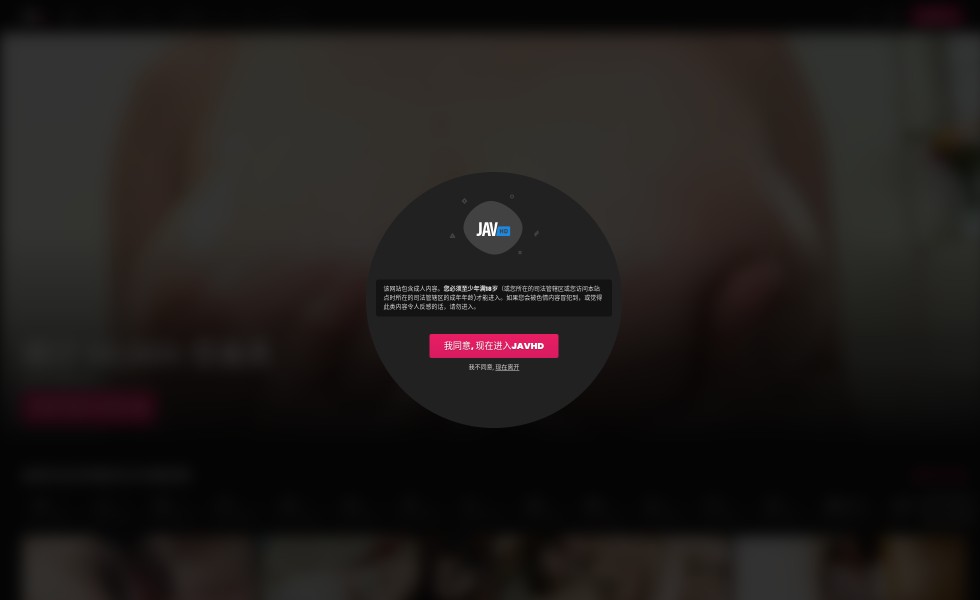 JAV HD
该网站包含成人内容。您必须至少年满18岁（或您所在的司法管辖区或您访问本站
点时所在的司法管辖区的成年年龄)才能进入。如果您会被色情内容冒犯到，或觉得
此类内容令人反感的话，请勿进入。
我同意, 现在进入JAVHD
我不同意, 现在离开